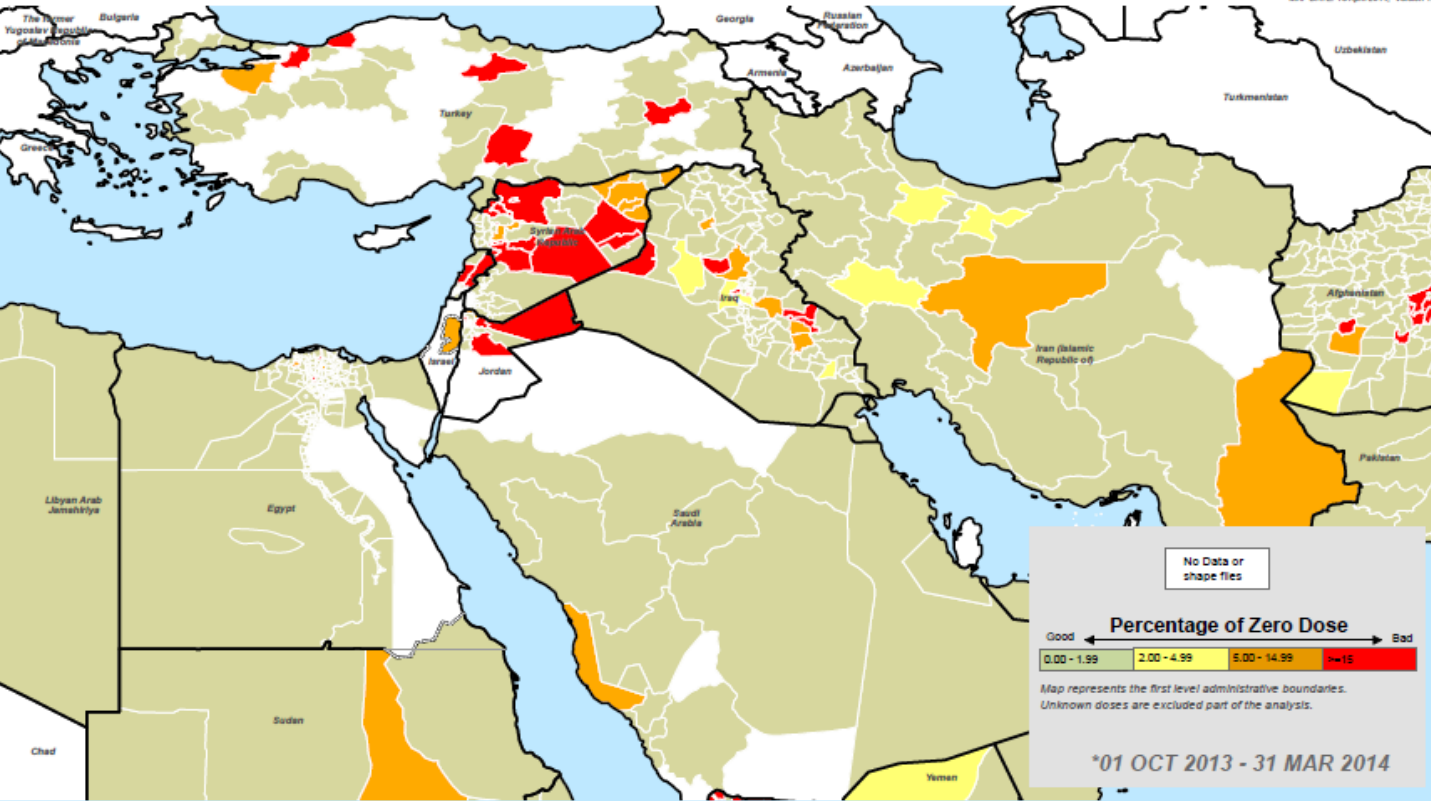 The former
Yugoslav Republic
of Macedonia
Bulgaria
Georgia
Russian
Federation
Uzbekistan
Armenia
Azerbaijan
Turkmenistan
Turkey
Greece
Syrian Arab
Republic
Iraq
Afghanistan
Iran (Islamic
Republic of)
Israel
Jordan
Pakistan
Libyan Arab
Jamahiriya
Egypt
Saudi
Arabia
Sudan
Chad
Yemen
No Data or
shape files
Percentage of Zero Dose
Good
Bad
0.00 - 1.99
2.00 - 4.99
5.00 - 14.99
>=15
Map represents the first level administrative boundaries.
Unknown doses are excluded part of the analysis.
*01 OCT 2013 - 31 MAR 2014